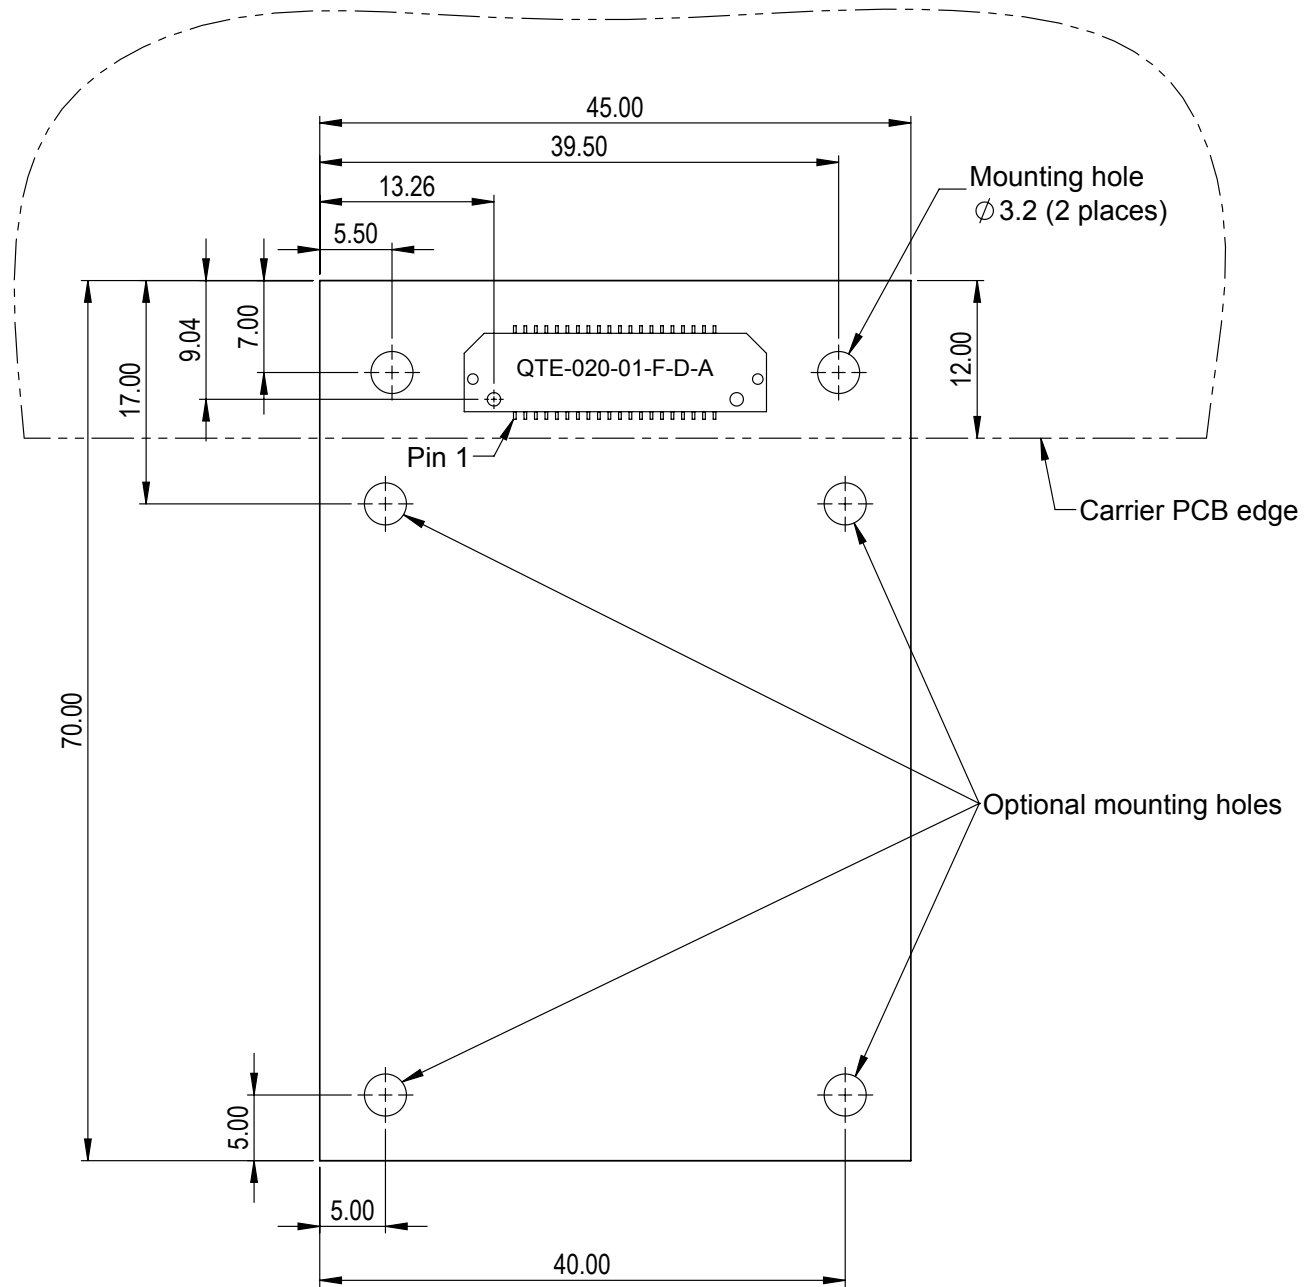 45.00
39.50
13.26
Mounting hole
∅ 3.2 (2 places)
5.50
7.00
9.04
17.00
12.00
QTE-020-01-F-D-A
Pin 1
Carrier PCB edge
70.00
Optional mounting holes
5.00
5.00
40.00